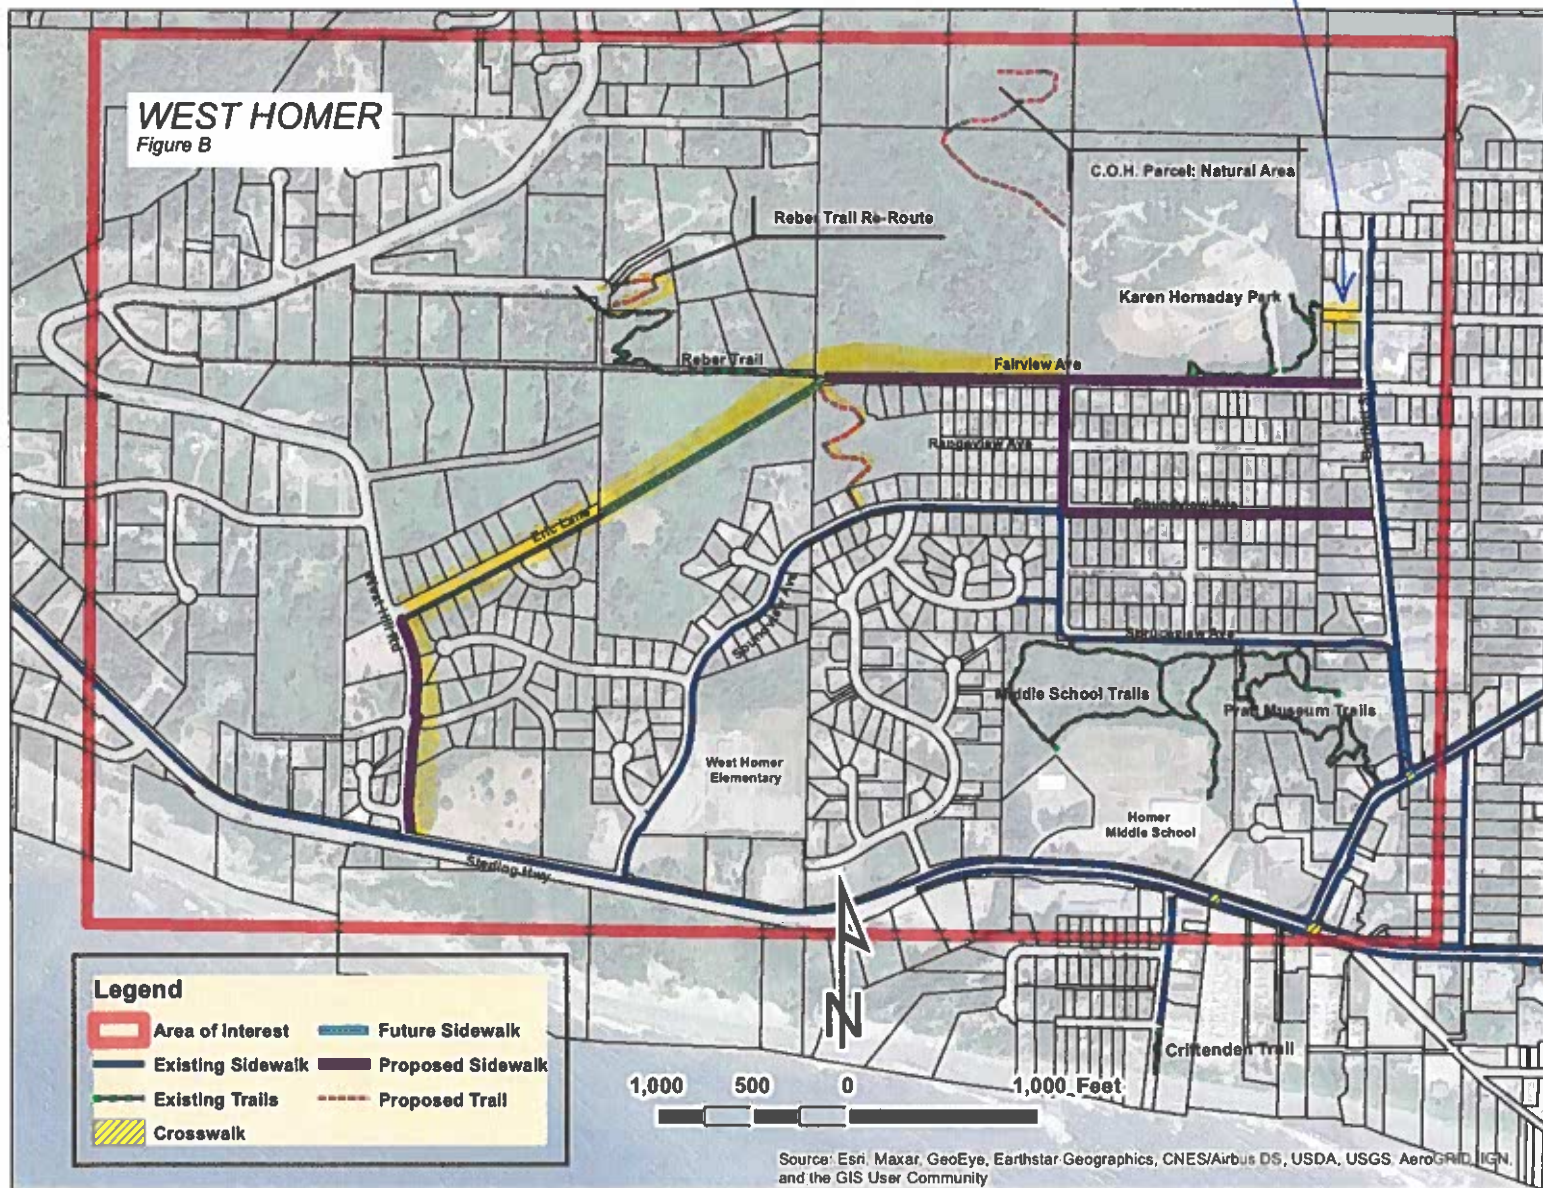 WEST HOMER
Figure B
C.O.H. Parcel: Natural Area
Reber Trail Re-Route
Karen Hornaday Park
Reber Trail
Fairview Ave
Rangeview Ave
Eric Lane
West Hill Rd
Soundview Ave
Spruceview Ave
Middle School Trails
Pratt Museum Trails
West Homer
Elementary
Homer
Middle School
Sterling Hwy
N
Crittenden Trail
Legend
Area of Interest
Future Sidewalk
Existing Sidewalk
Proposed Sidewalk
Existing Trails
Proposed Trail
Crosswalk
1,000 500 0 1,000 Feet
Source: Esri, Maxar, GeoEye, Earthstar Geographics, CNES/Airbus DS, USDA, USGS, AeroGRID, IGN,
and the GIS User Community